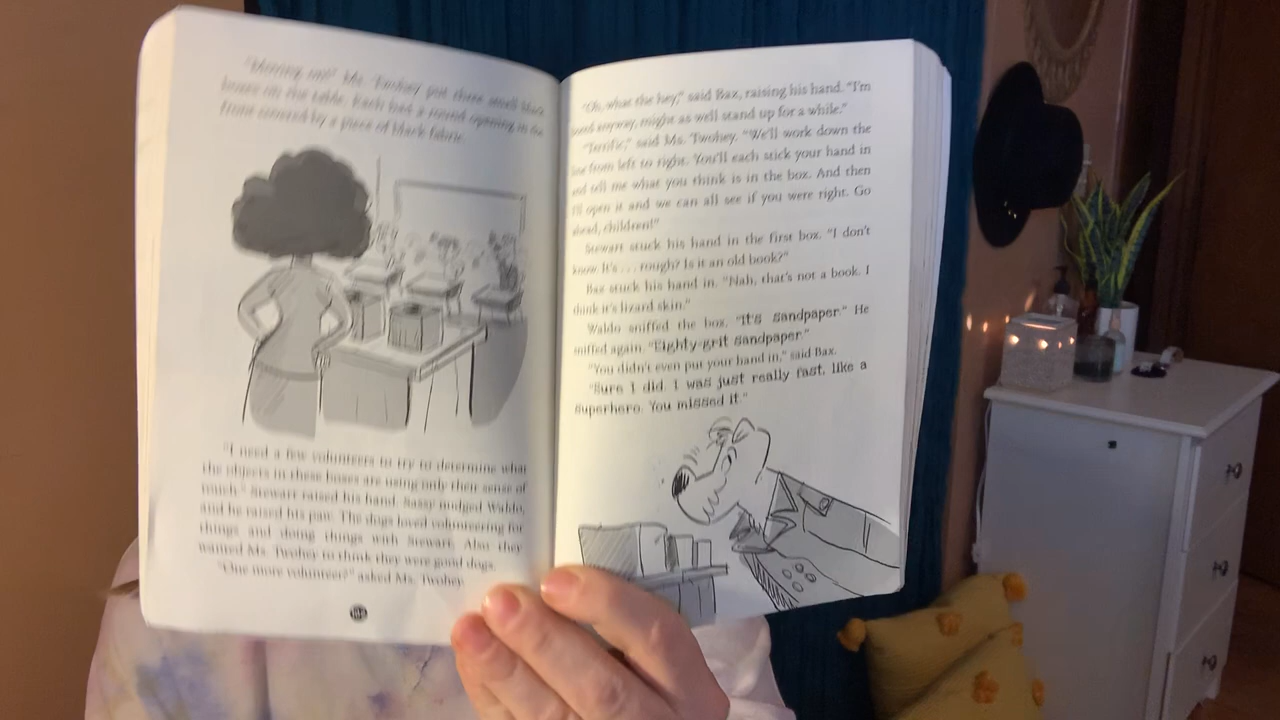 "Moving on!" Ms. Twohey put three small black
boxes on the table. Each had a round opening in the
front covered by a piece of black fabric.
"I need a few volunteers to try to determine what
the objects in these boxes are using only their sense of
touch." Stewart raised his hand. Sassy nudged Waldo,
and he raised his paw. The dogs loved volunteering for
things and doing things with Stewart. Also they
wanted Ms. Twohey to think they were good dogs.
"One more volunteer?" asked Ms. Twohey.
"Oh, what the hey," said Bax, raising his hand. "I'm
bored anyway, might as well stand up for a while."
"Terrific," said Ms. Twohey. "We'll work down the
line from left to right. You'll each stick your hand in
and tell me what you think is in the box. And then
I'll open it and we can all see if you were right. Go
ahead, children!"
Stewart stuck his hand in the first box. "I don't
know. It's . . . rough? Is it an old book?"
Bax stuck his hand in. "Nah, that's not a book. I
think it's lizard skin."
Waldo sniffed the box. "It's sandpaper." He
sniffed again. "Eighty-grit sandpaper."
"You didn't even put your hand in," said Bax.
"Sure I did. I was just really fast, like a
superhero. You missed it."